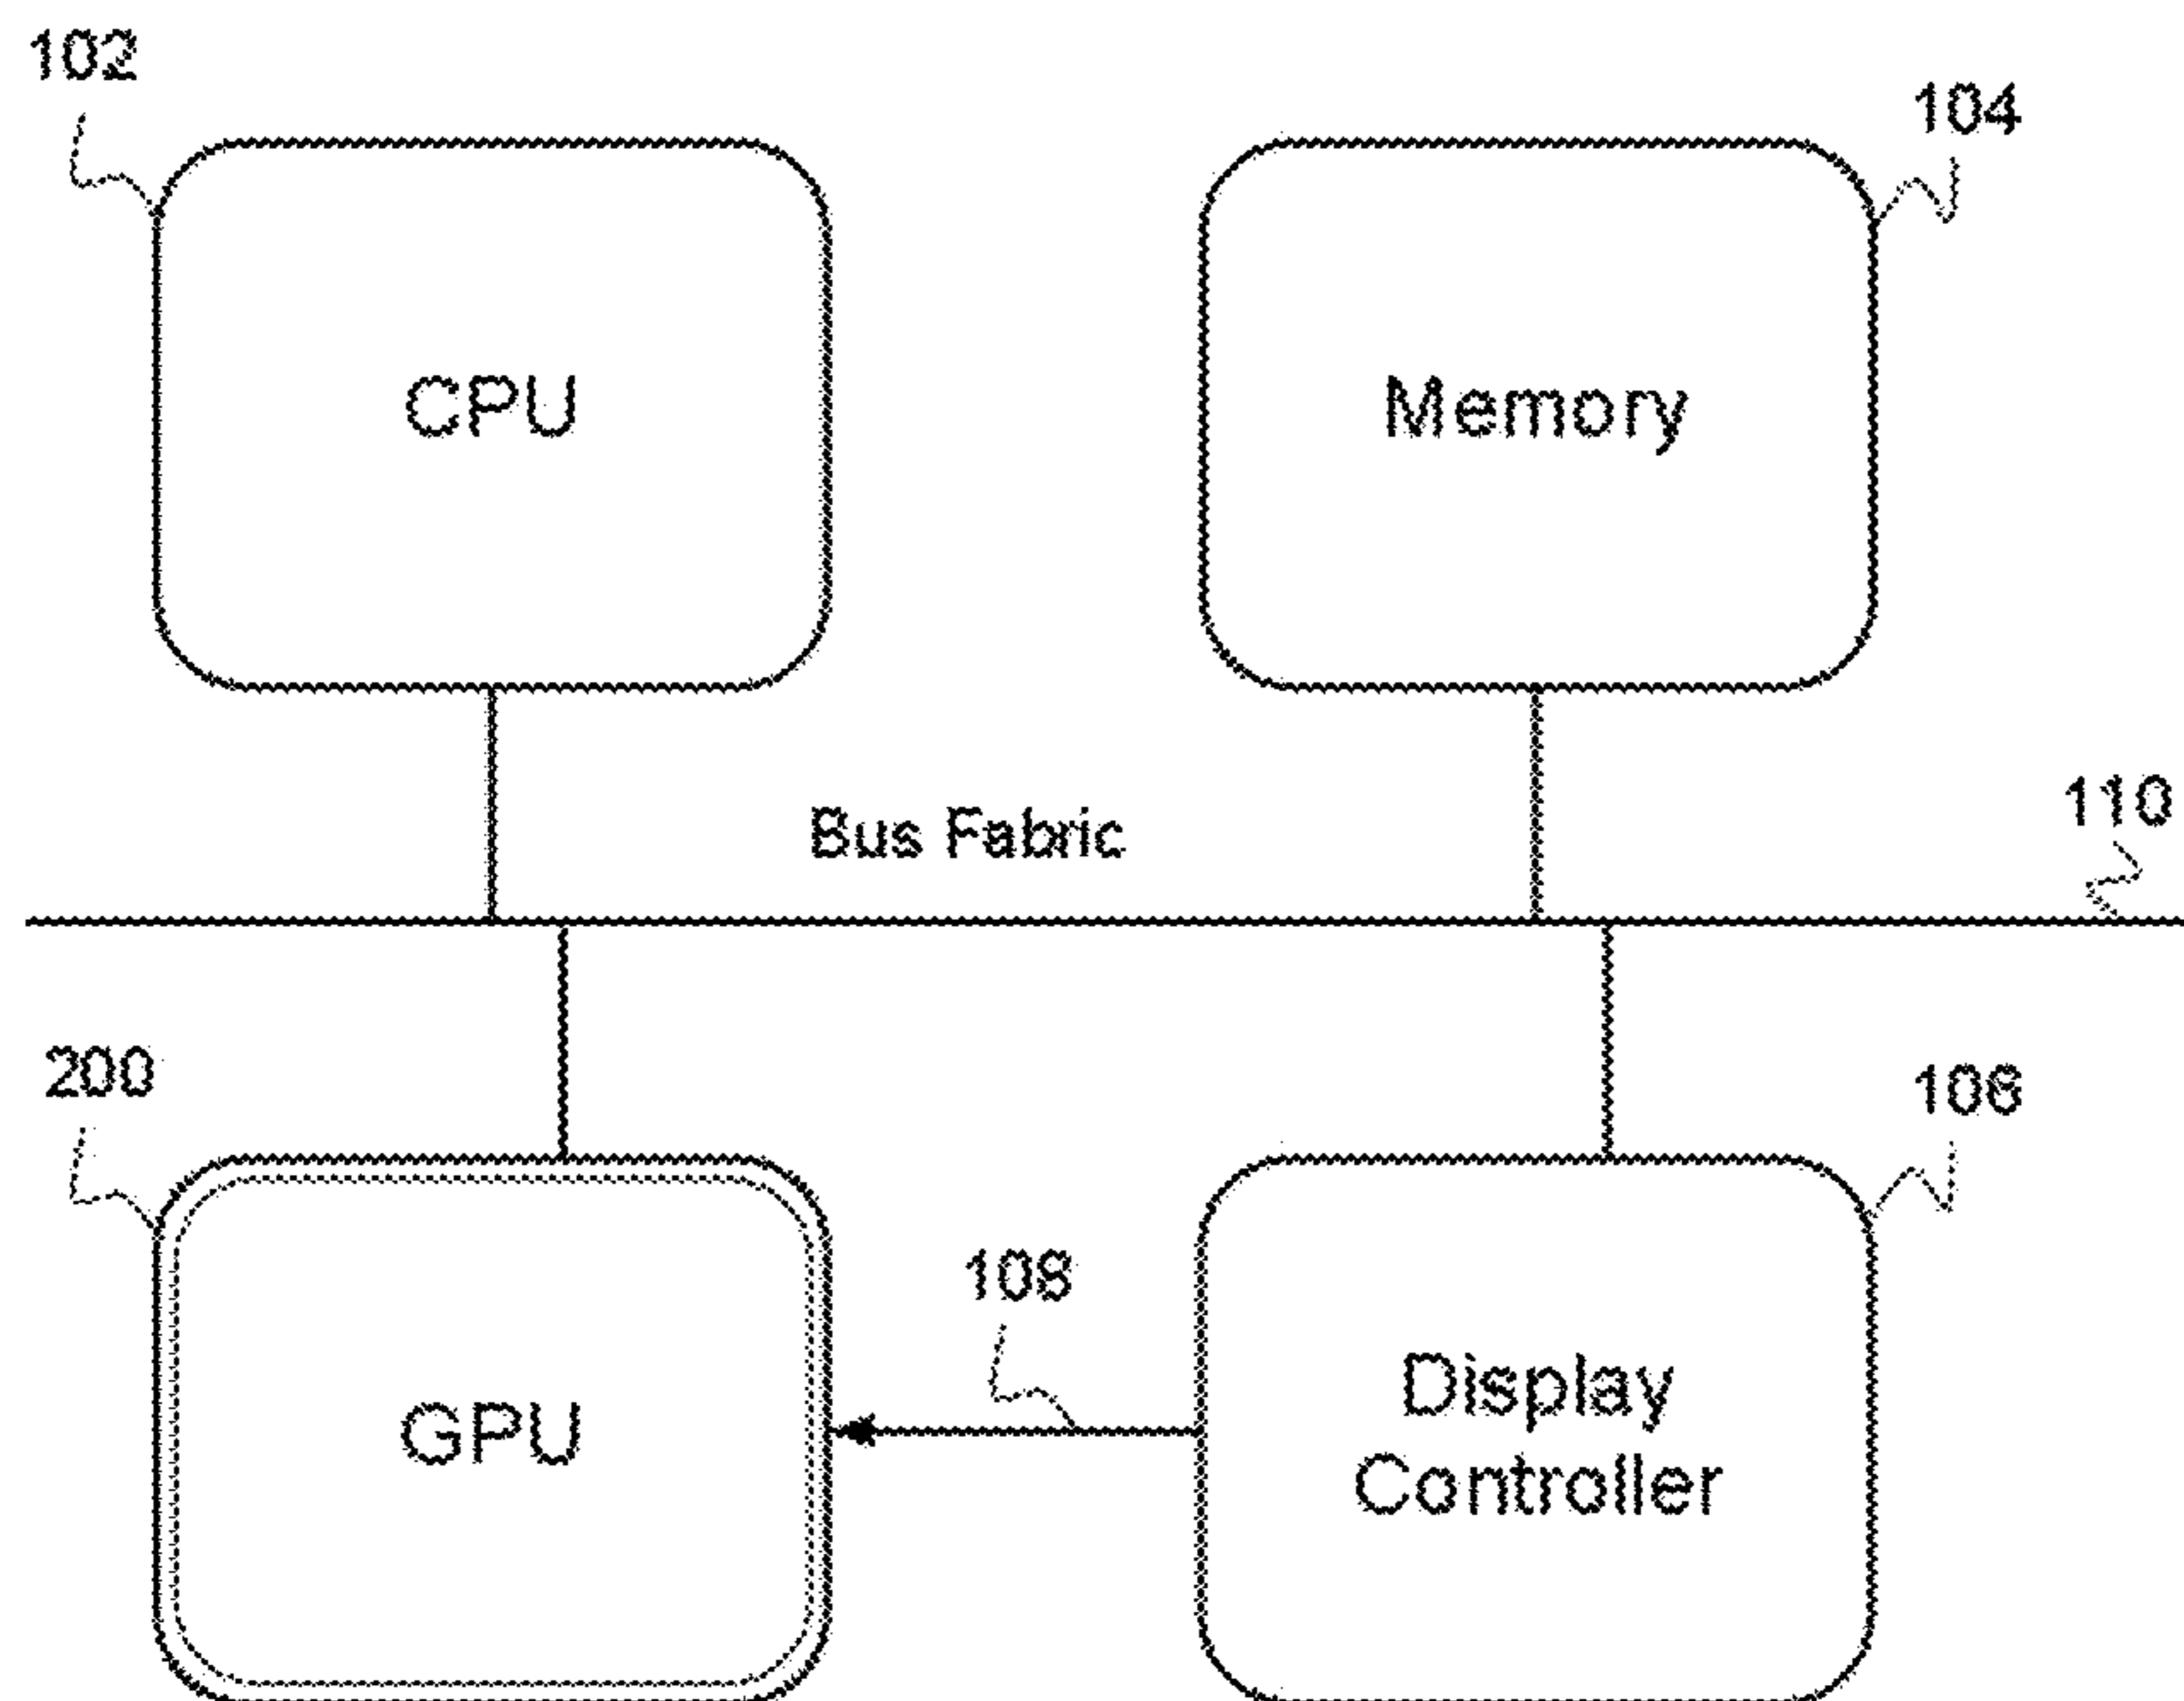 102
104
CPU
Memory
Bus Fabric
110
200
106
108
GPU
Display
Controller